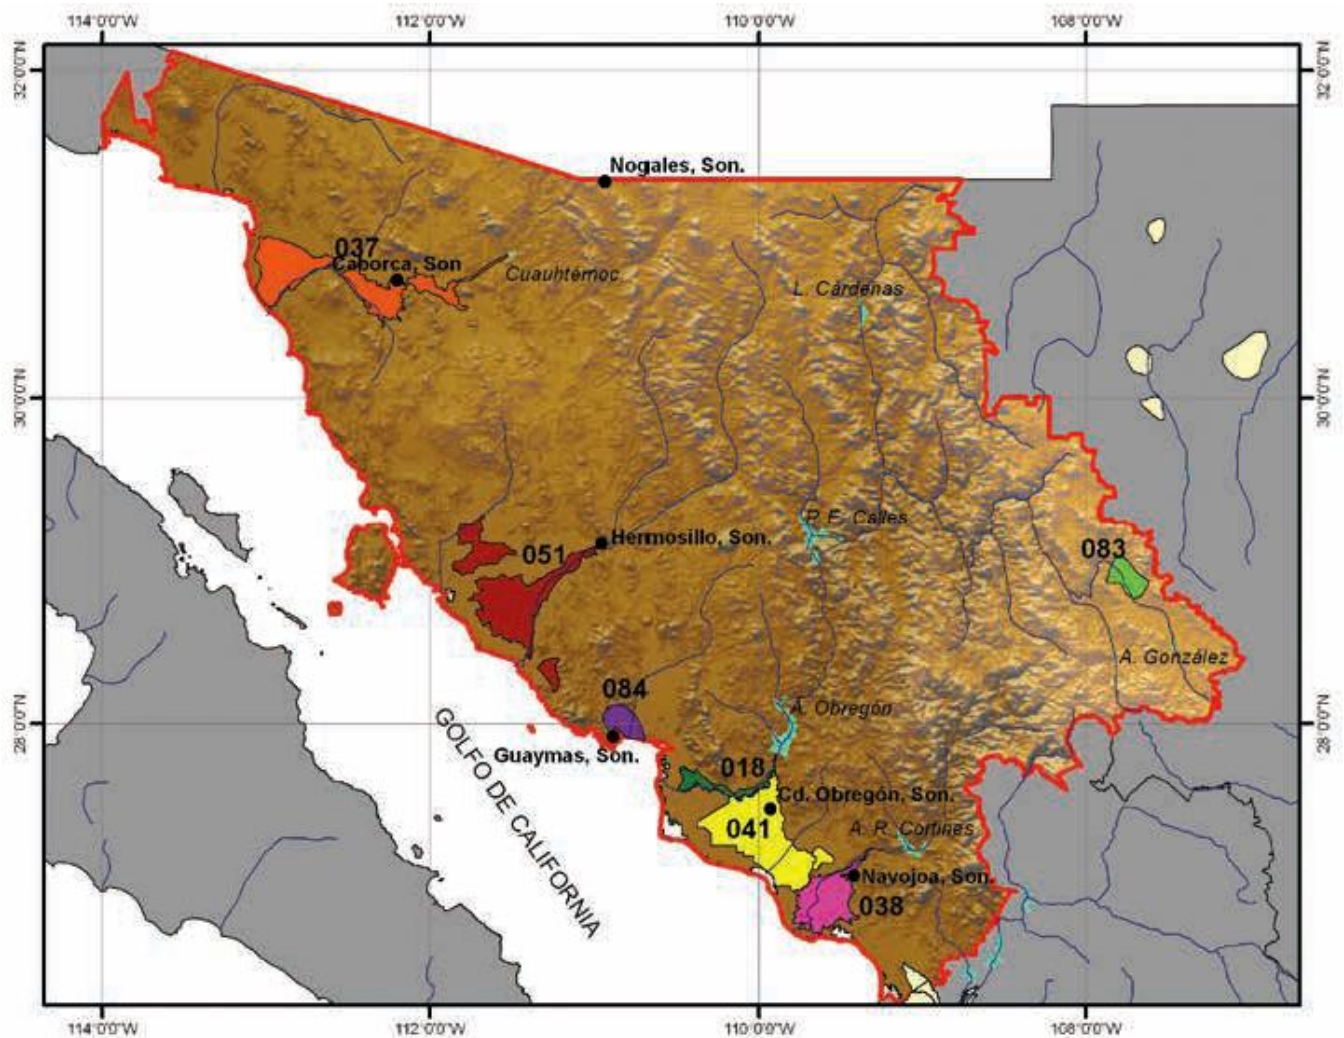 114°0'0"W 112°0'0"W 110°0'0"W 108°0'0"W
32°0'0"N 32°0'0"N
Nogales, Son.
037
Caborca, Son
Cuauhtémoc
L. Cárdenas
30°0'0"N 30°0'0"N
P. E. Calles
Hermosillo, Son.
051
083
A. González
084
A. Obregón
28°0'0"N 28°0'0"N
Guaymas, Son.
GOLFO DE CALIFORNIA
018
Cd. Obregón, Son.
041
A. R. Cortines
Navojoa, Son.
038
114°0'0"W 112°0'0"W 110°0'0"W 108°0'0"W